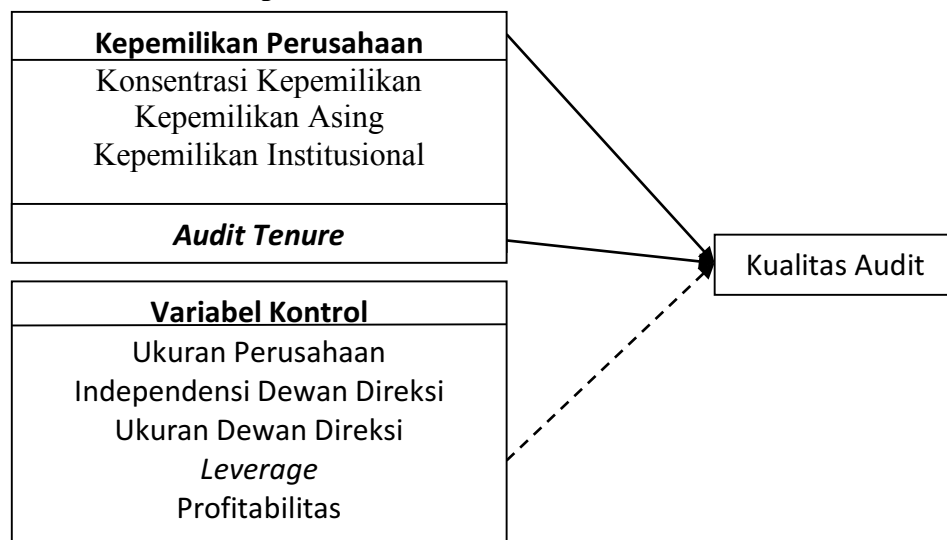 Kepemilikan Perusahaan
Konsentrasi Kepemilikan
Kepemilikan Asing
Kepemilikan Institusional
Audit Tenure
Kualitas Audit
Variabel Kontrol
Ukuran Perusahaan
Independensi Dewan Direksi
Ukuran Dewan Direksi
Leverage
Profitabilitas